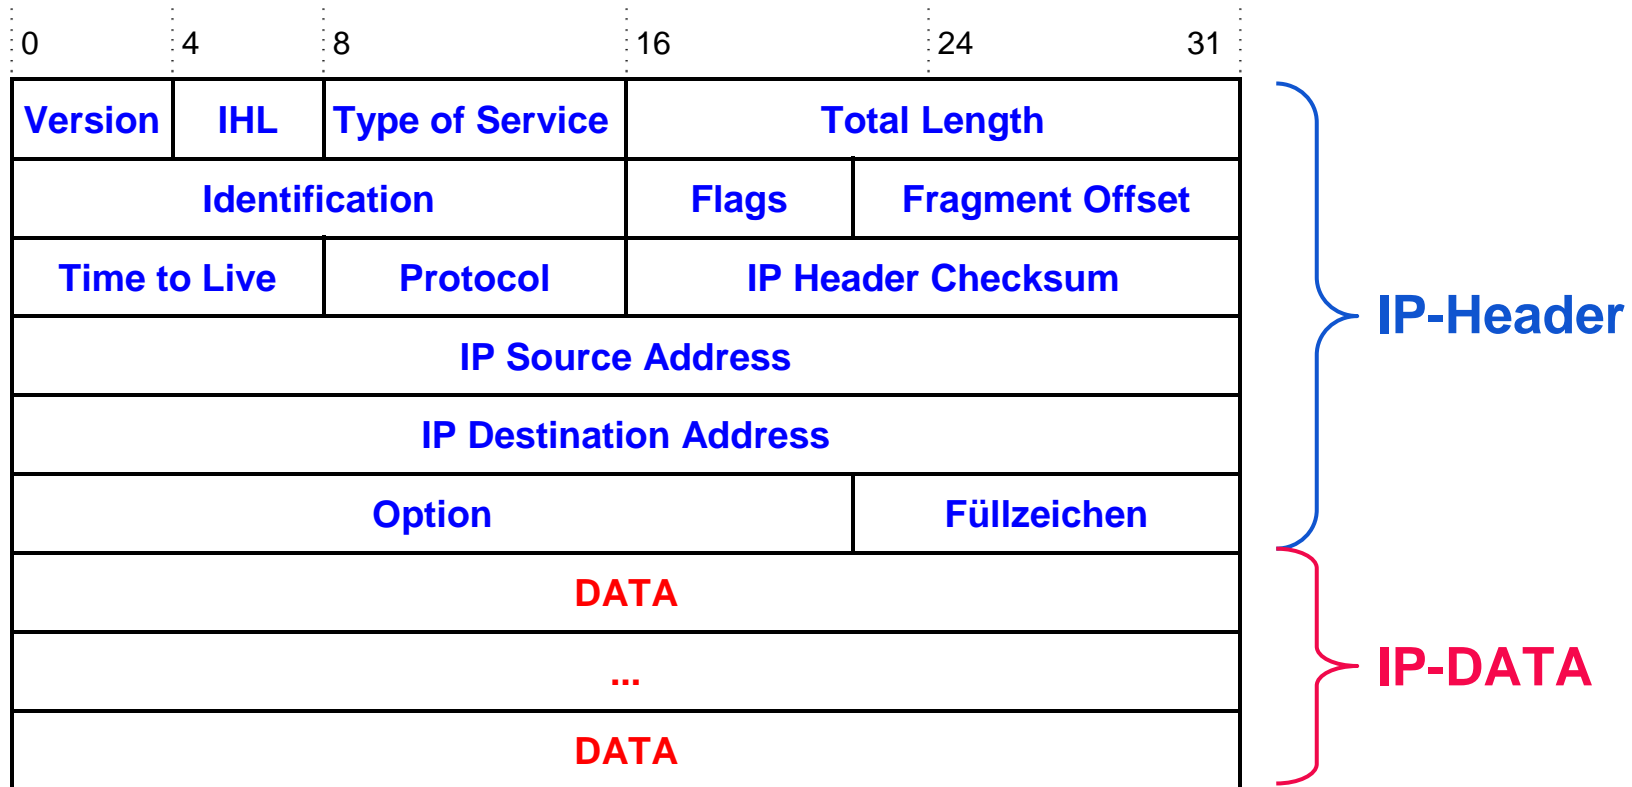 0 4 8 16 24 31
Version IHL Type of Service Total Length
Identification Flags Fragment Offset
Time to Live Protocol IP Header Checksum
IP-Header
IP Source Address
IP Destination Address
Option Füllzeichen
DATA
...
IP-DATA
DATA